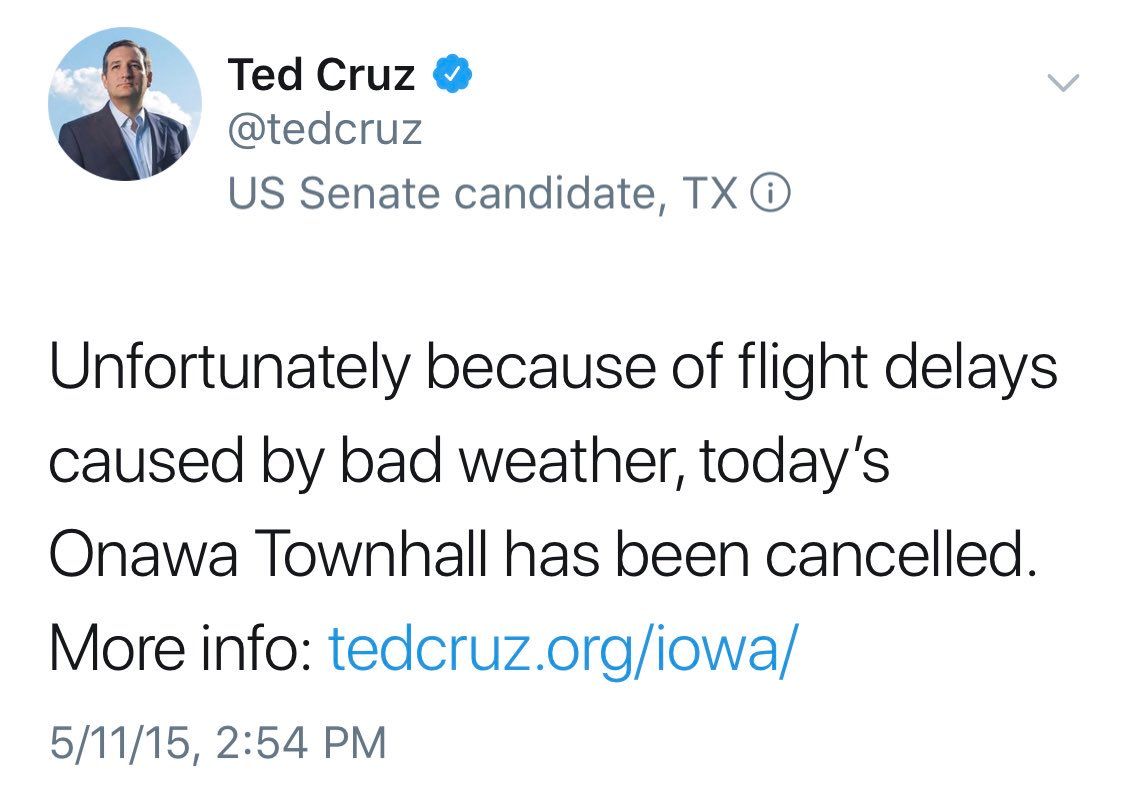 Ted Cruz
@tedcruz
US Senate candidate, TX
Unfortunately because of flight delays
caused by bad weather, today’s
Onawa Townhall has been cancelled.
More info: tedcruz.org/iowa/
5/11/15, 2:54 PM